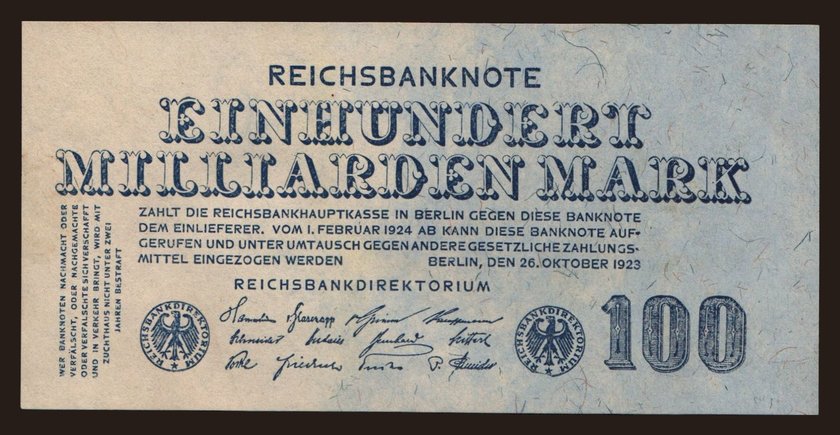 REICHSBANKNOTE
EINHUNDERT
MILLIARDEN MARK
ZAHLT DIE REICHSBANKHAUPTKASSE IN BERLIN GEGEN DIESE BANKNOTE
DEM EINLIEFERER. VOM 1. FEBRUAR 1924 AB KANN DIESE BANKNOTE AUF-
GERUFEN UND UNTER UMTAUSCH GEGEN ANDERE GESETZLICHE ZAHLUNGS-
MITTEL EINGEZOGEN WERDEN BERLIN, DEN 26. OKTOBER 1923
REICHSBANKDIREKTORIUM
WER BANKNOTEN NACHMACHT ODER
VERFÄLSCHT, ODER NACHGEMACHTE
ODER VERFÄLSCHTE SICH VERSCHAFFT
UND IN VERKEHR BRINGT, WIRD MIT
ZUCHTHAUS NICHT UNTER ZWEI
JAHREN BESTRAFT
REICHSBANKDIREKTORIUM
REICHSBANKDIREKTORIUM
100